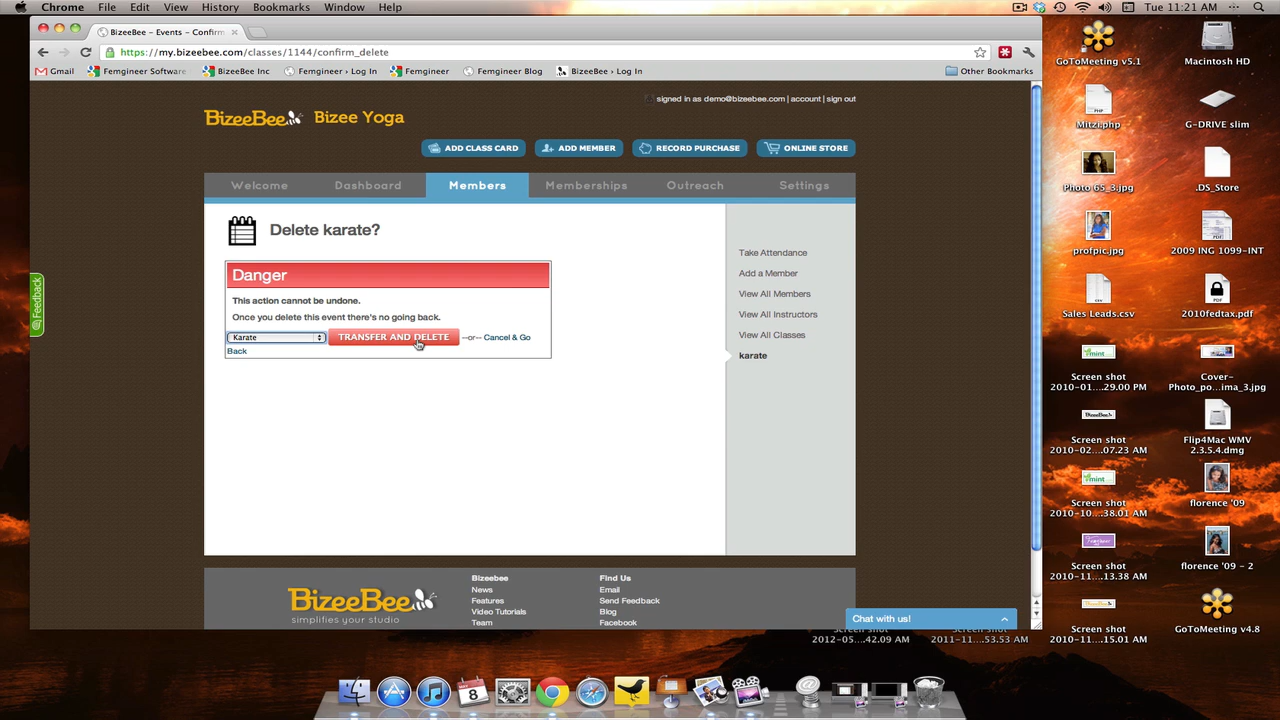 Chrome File Edit View History Bookmarks Window Help Tue 11:21 AM
BizeeBee – Events – Confirm
https://my.bizeebee.com/classes/1144/confirm_delete
Gmail Femgineer Software BizeeBee Inc Femgineer › Log In Femgineer Femgineer Blog BizeeBee › Log In Other Bookmarks
signed in as demo@bizeebee.com | account | sign out
BizeeBee Bizee Yoga
ADD CLASS CARD ADD MEMBER RECORD PURCHASE ONLINE STORE
Welcome Dashboard Members Memberships Outreach Settings
Delete karate?
Danger
This action cannot be undone.
Once you delete this event there's no going back.
Karate TRANSFER AND DELETE --or-- Cancel & Go
Back
Take Attendance
Add a Member
View All Members
View All Instructors
View All Classes
karate
Feedback
BizeeBee
simplifies your studio
Bizeebee
News
Features
Video Tutorials
Team
Find Us
Email
Send Feedback
Blog
Facebook
Chat with us!
GoToMeeting v5.1
Macintosh HD
Mitzi.php
G-DRIVE slim
Photo 65_3.jpg
.DS_Store
profpic.jpg
2009 ING 1099-INT
Sales Leads.csv
2010fedtax.pdf
Screen shot
2010-01...29.00 PM
Cover-
Photo_po...ima_3.jpg
Screen shot
2010-02...07.23 AM
Flip4Mac WMV
2.3.5.4.dmg
Screen shot
2010-10...38.01 AM
florence '09
Screen shot
2010-11...13.38 AM
florence '09 - 2
Screen shot
2010-11...15.01 AM
GoToMeeting v4.8
Screen shot
2012-05...42.09 AM
Screen shot
2011-11...53.53 AM
8